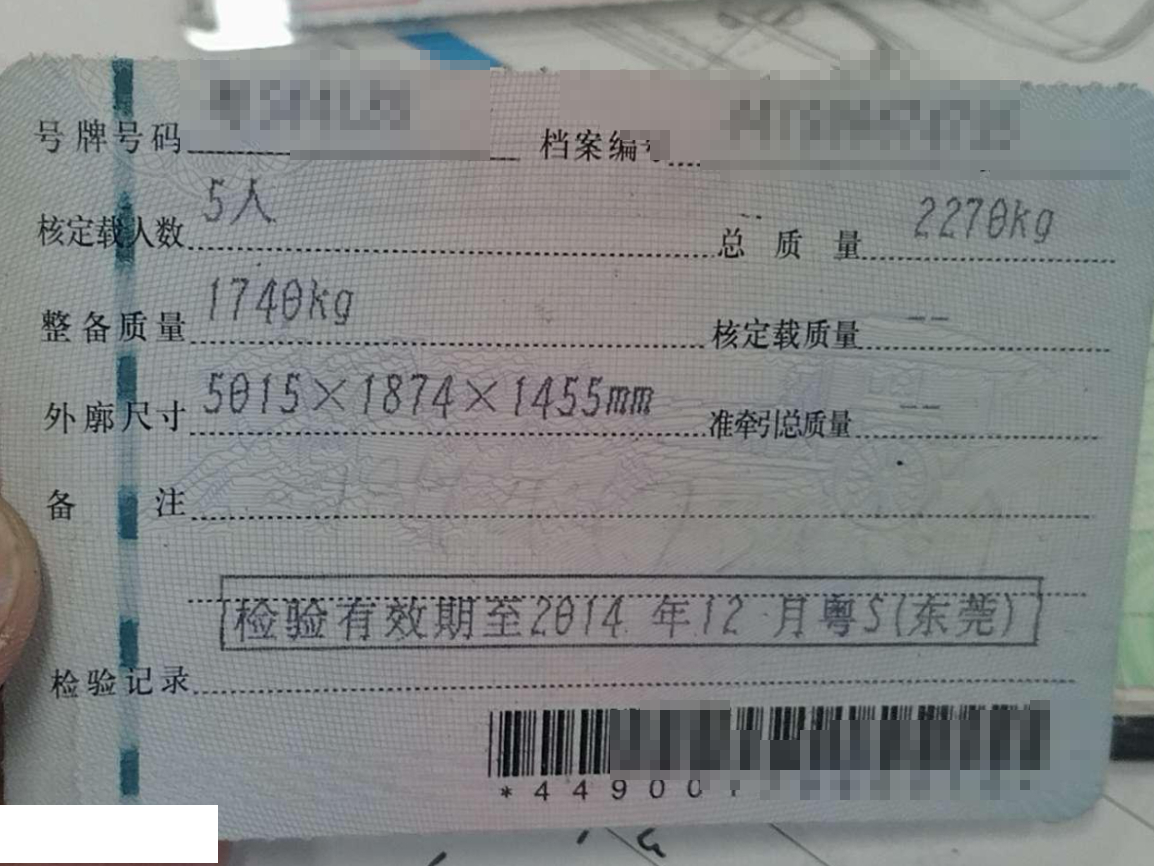 号牌号码 档案编号
核定载人数 5人 总质量 2270kg
整备质量 1740kg 核定载质量 --
外廓尺寸 5015×1874×1455mm 准牵引总质量 --
备注
检验有效期至2014年12月粤S(东莞)
检验记录
*44900